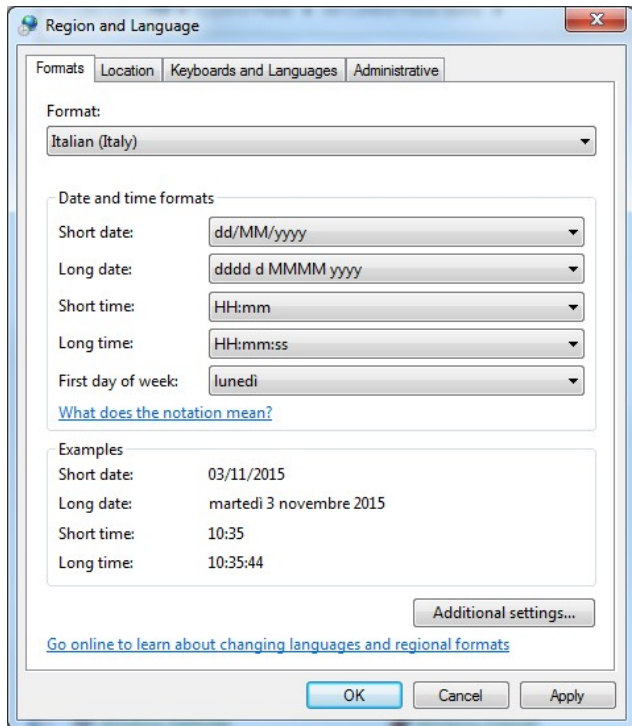 Region and Language
Formats Location Keyboards and Languages Administrative
Format:
Italian (Italy)
Date and time formats
Short date: dd/MM/yyyy
Long date: dddd d MMMM yyyy
Short time: HH:mm
Long time: HH:mm:ss
First day of week: lunedì
What does the notation mean?
Examples
Short date: 03/11/2015
Long date: martedì 3 novembre 2015
Short time: 10:35
Long time: 10:35:44
Additional settings...
Go online to learn about changing languages and regional formats
OK Cancel Apply